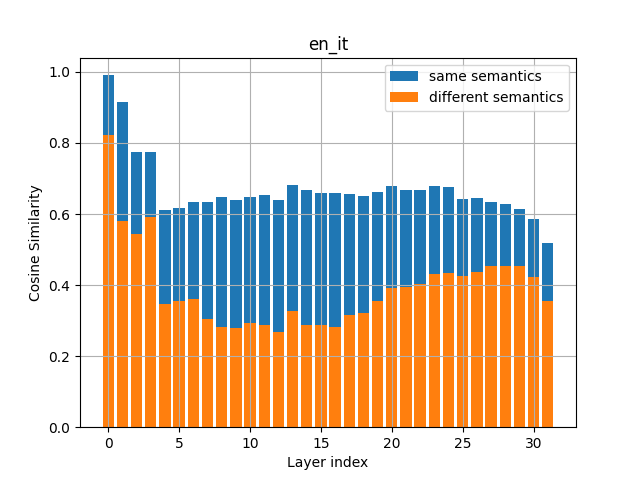 en_it
same semantics
different semantics
Cosine Similarity
1.0
0.8
0.6
0.4
0.2
0.0
0 5 10 15 20 25 30
Layer index